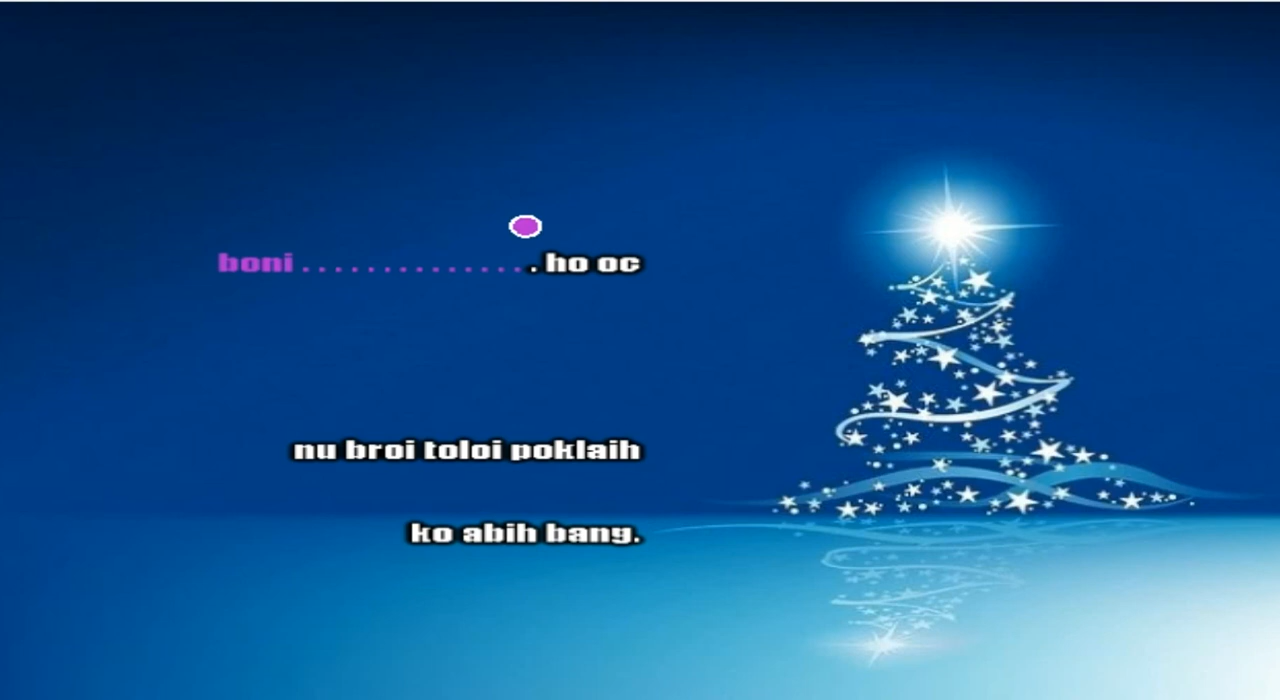 boni . . . . . . . . . . . . . . . ho oc
nu broi toloi poklaih
ko abih bang.